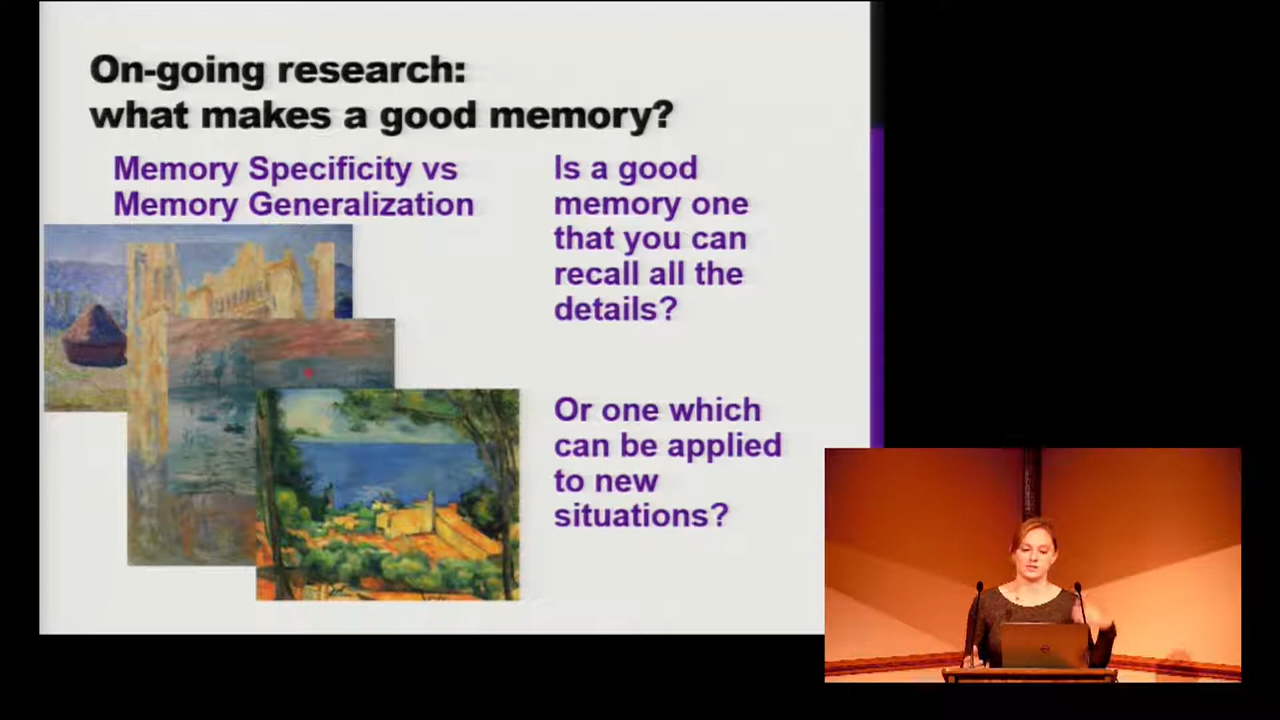 On-going research:
what makes a good memory?
Memory Specificity vs
Memory Generalization
Is a good
memory one
that you can
recall all the
details?
Or one which
can be applied
to new
situations?